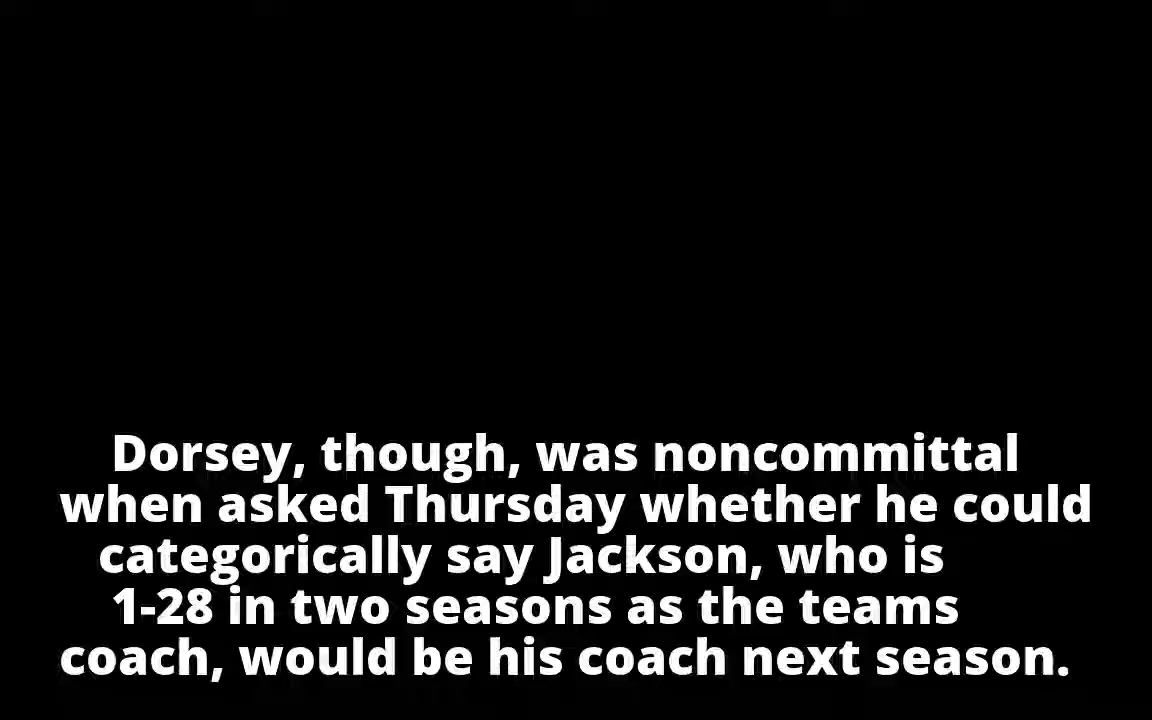 Dorsey, though, was noncommittal
when asked Thursday whether he could
categorically say Jackson, who is
1-28 in two seasons as the teams
coach, would be his coach next season.